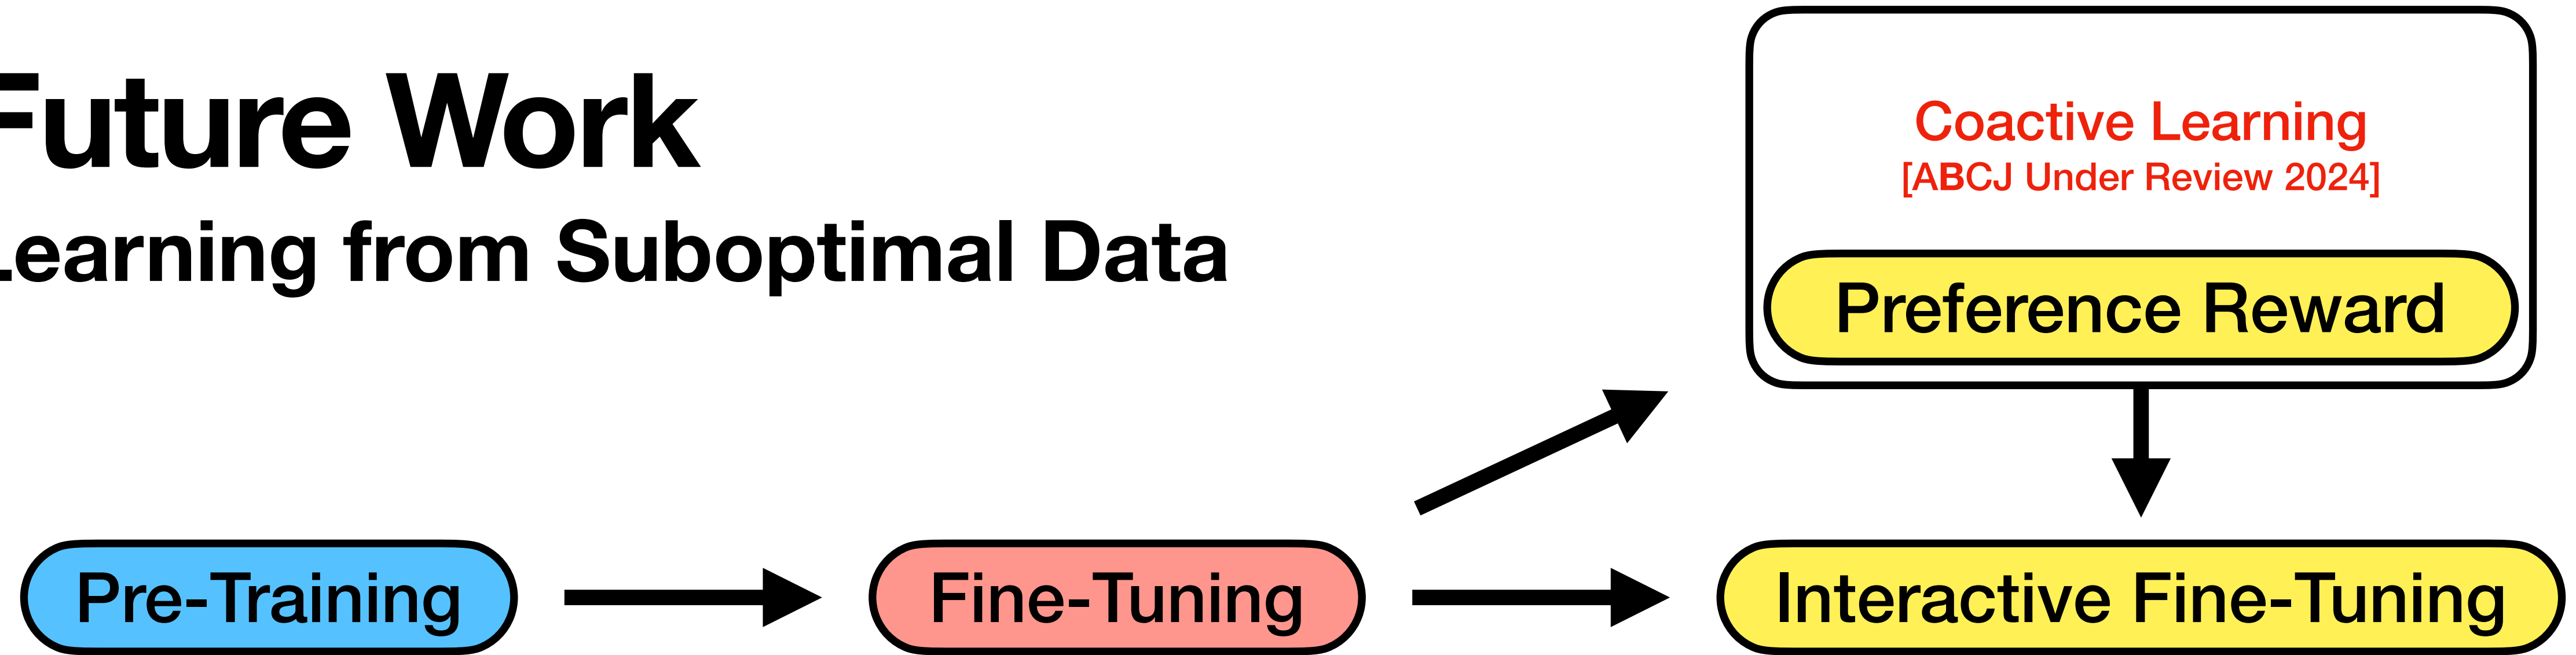 Future Work
Learning from Suboptimal Data
Coactive Learning
[ABCJ Under Review 2024]
Preference Reward
Pre-Training
Fine-Tuning
Interactive Fine-Tuning